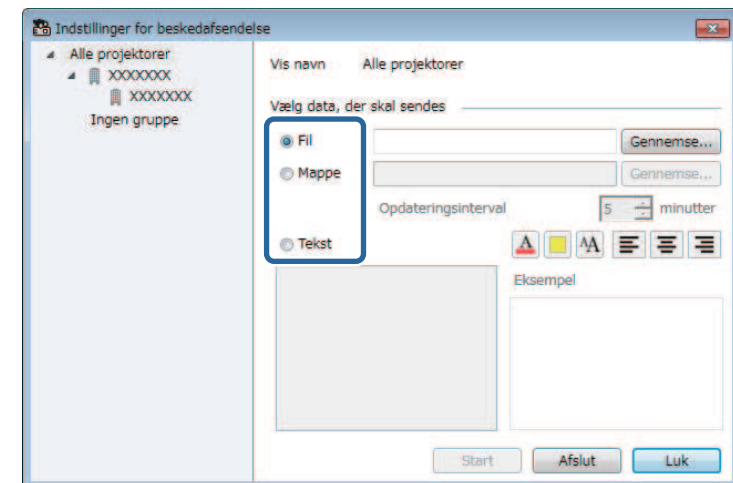 Indstillinger for beskedafsendelse
Alle projektorer
XXXXXXX
XXXXXXX
Ingen gruppe
Vis navn Alle projektorer
Vælg data, der skal sendes
Fil Gennemse...
Mappe Gennemse...
Opdateringsinterval 5 minutter
Tekst
Eksempel
Start Afslut Luk